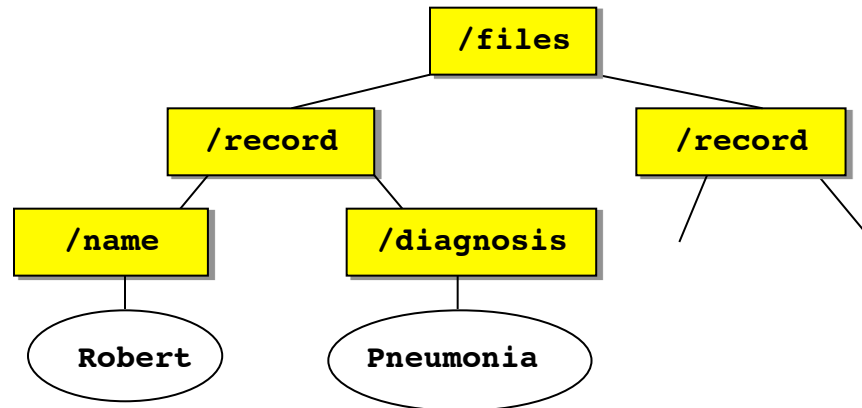 /files
/record /record
/name /diagnosis
Robert Pneumonia